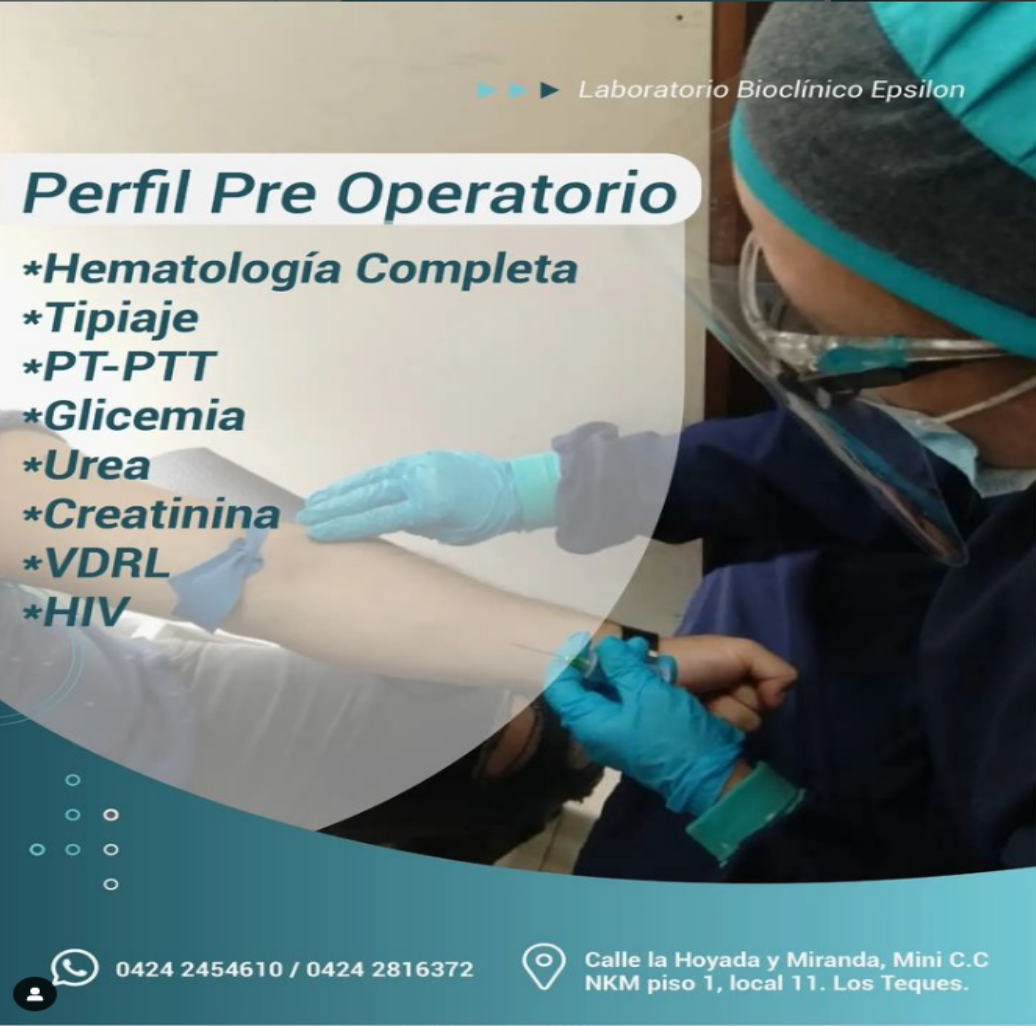 Laboratorio Bioclínico Epsilon
Perfil Pre Operatorio
*Hematología Completa
*Tipiaje
*PT-PTT
*Glicemia
*Urea
*Creatinina
*VDRL
*HIV
0424 2454610 / 0424 2816372
Calle la Hoyada y Miranda, Mini C.C
NKM piso 1, local 11. Los Teques.